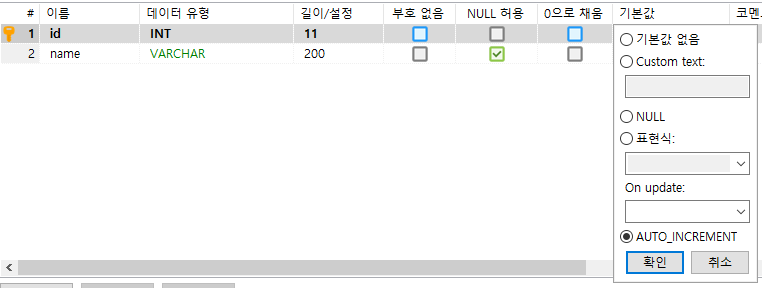 # 이름 데이터 유형 길이/설정 부호 없음 NULL 허용 0으로 채움 기본값 코멘
1 id INT 11
2 name VARCHAR 200
기본값 없음
Custom text:
NULL
표현식:
On update:
AUTO_INCREMENT
확인 취소